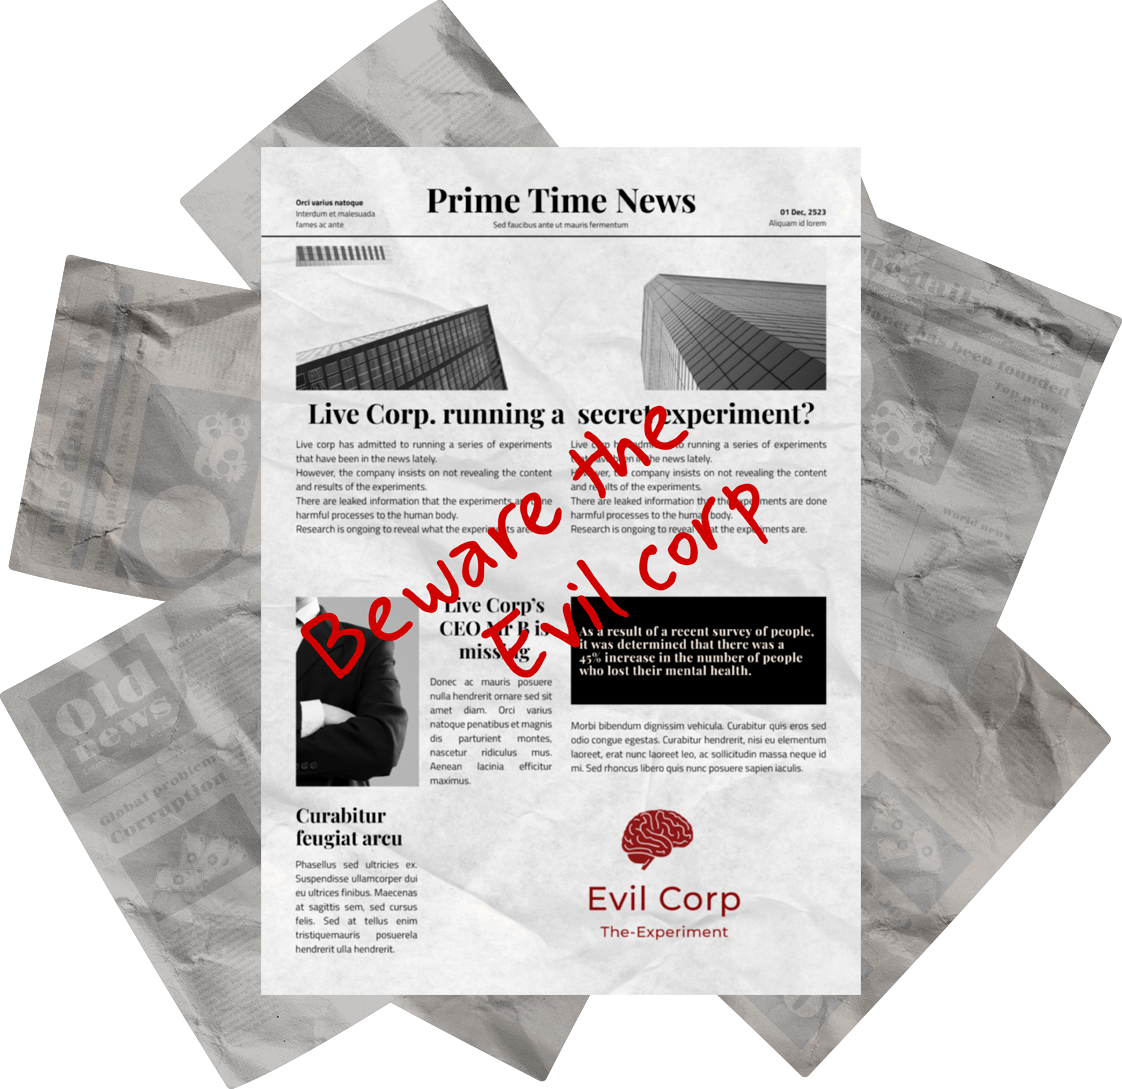 Prime Time News
Orci varius natoque
Interdum et malesuada
fames ac ante
Sed faucibus ante ut mauris fermentum
01 Dec, 2523
Aliquam id lorem
Live Corp. running a secret experiment?
Live corp has admitted to running a series of experiments
that have been in the news lately.
However, the company insists on not revealing the content
and results of the experiments.
There are leaked information that the experiments are done
harmful processes to the human body.
Research is ongoing to reveal what the experiments are.
Live corp has admitted to running a series of experiments
that have been in the news lately.
However, the company insists on not revealing the content
and results of the experiments.
There are leaked information that the experiments are done
harmful processes to the human body.
Research is ongoing to reveal what the experiments are.
Beware the
Evil corp
Live Corp's
CEO Mr B is
missing
Donec ac mauris posuere
nulla hendrerit ornare sed sit
amet diam. Orci varius
natoque penatibus et magnis
dis parturient montes,
nascetur ridiculus mus.
Aenean lacinia efficitur
maximus.
As a result of a recent survey of people,
it was determined that there was a
45% increase in the number of people
who lost their mental health.
Morbi bibendum dignissim vehicula. Curabitur quis eros sed
odio congue egestas. Curabitur hendrerit, nisi eu elementum
laoreet, erat nunc laoreet leo, ac sollicitudin massa neque id
mi. Sed rhoncus libero quis nunc posuere sapien iaculis.
Curabitur
feugiat arcu
Phasellus sed ultricies ex.
Suspendisse ullamcorper dui
eu ultrices finibus. Maecenas
at sagittis sem, sed cursus
felis. Sed at tellus enim
tristiquemauris posuerela
hendrerit ulla hendrerit.
Evil Corp
The-Experiment
The daily news
has been founded
Top news
World news
Old
news
Global problem
Corruption